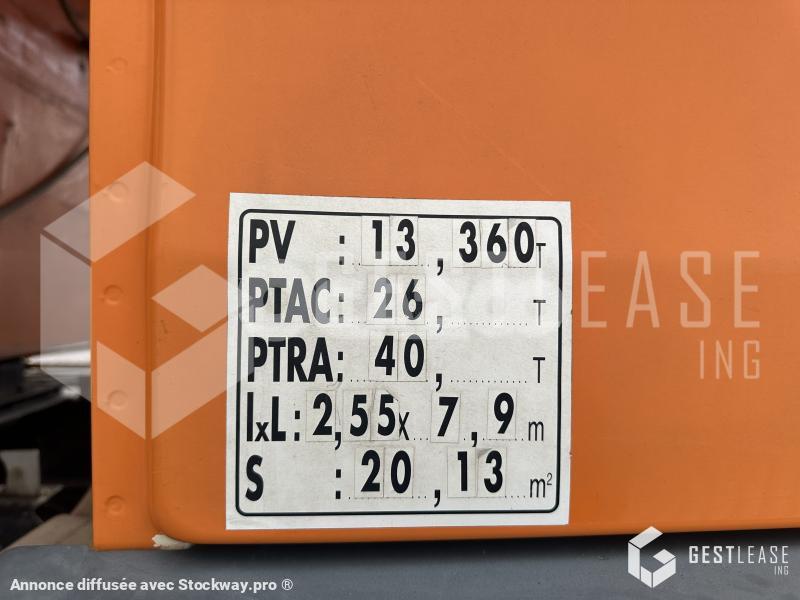 PV : 13,360 T
PTAC: 26, T
PTRA: 40, T
lxL: 2,55 x 7,9 m
S : 20,13 m²
GESTLEASE
ING
GESTLEASE
ING
Annonce diffusée avec Stockway.pro ®